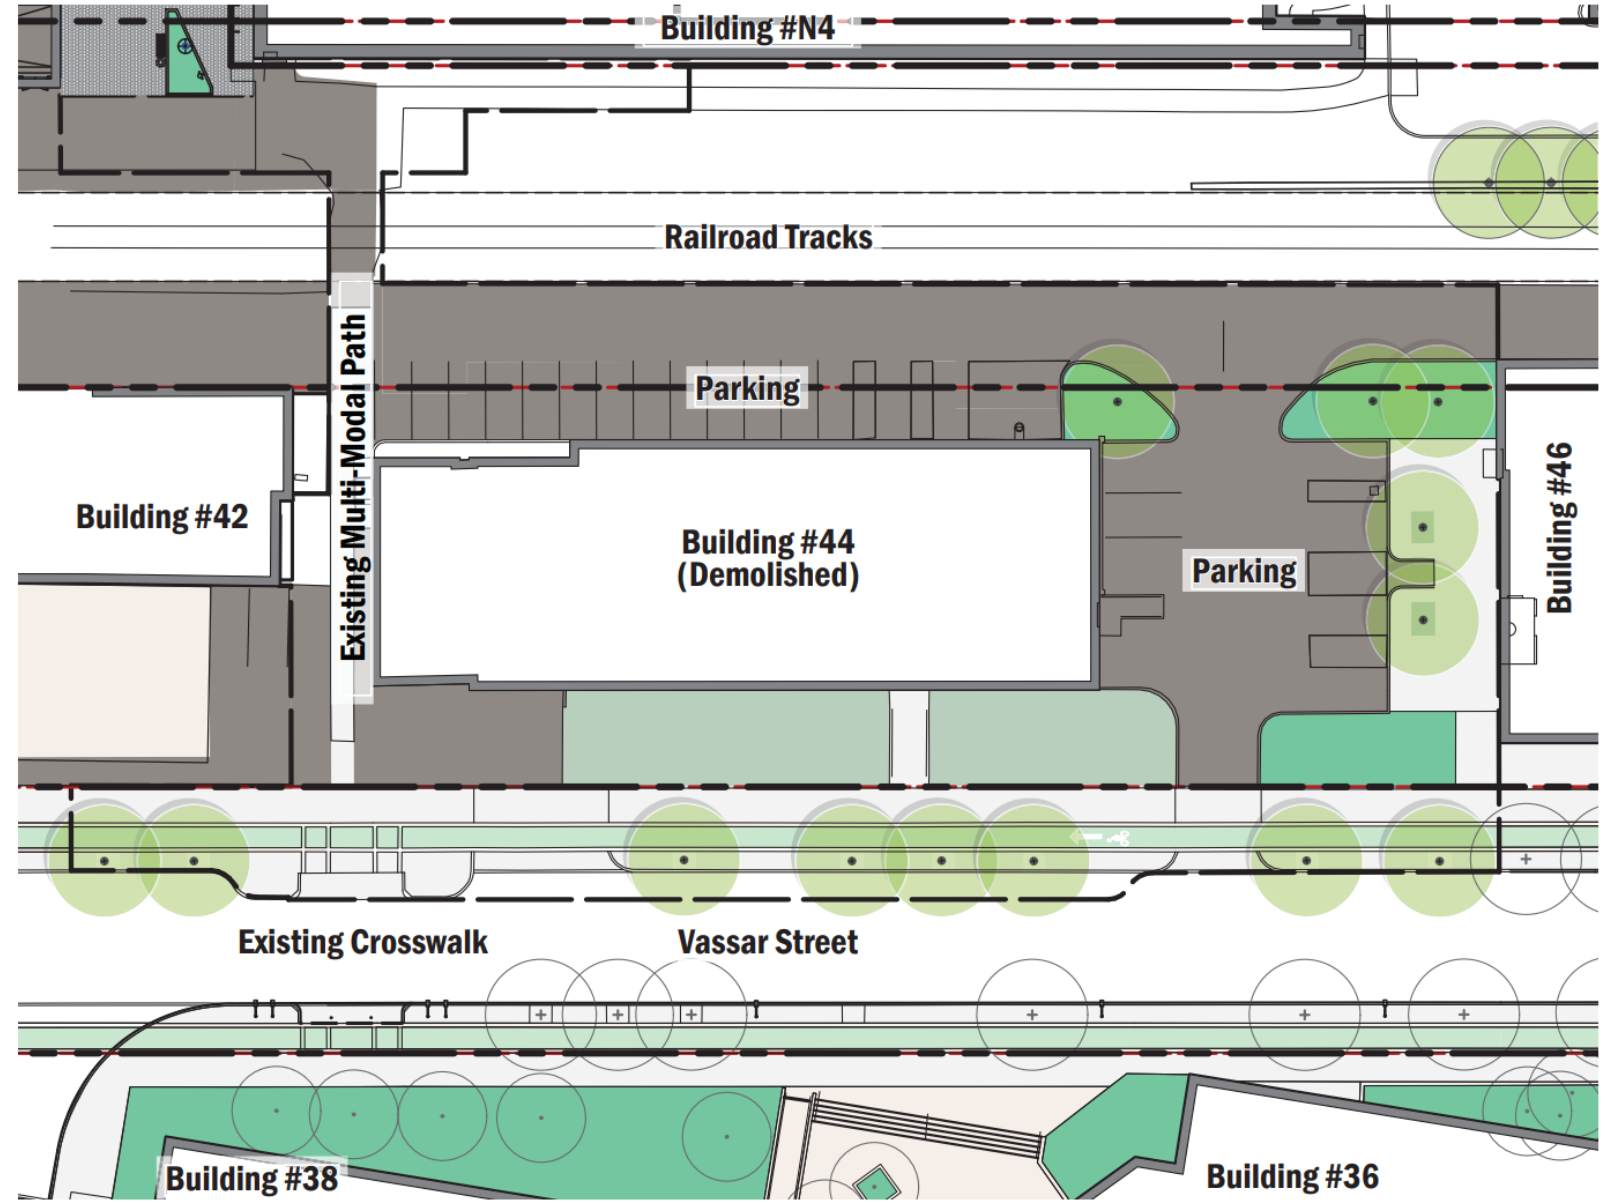 Building #N4
Railroad Tracks
Existing Multi-Modal Path
Parking
Building #42
Building #44
(Demolished)
Parking
Building #46
Existing Crosswalk
Vassar Street
Building #38
Building #36